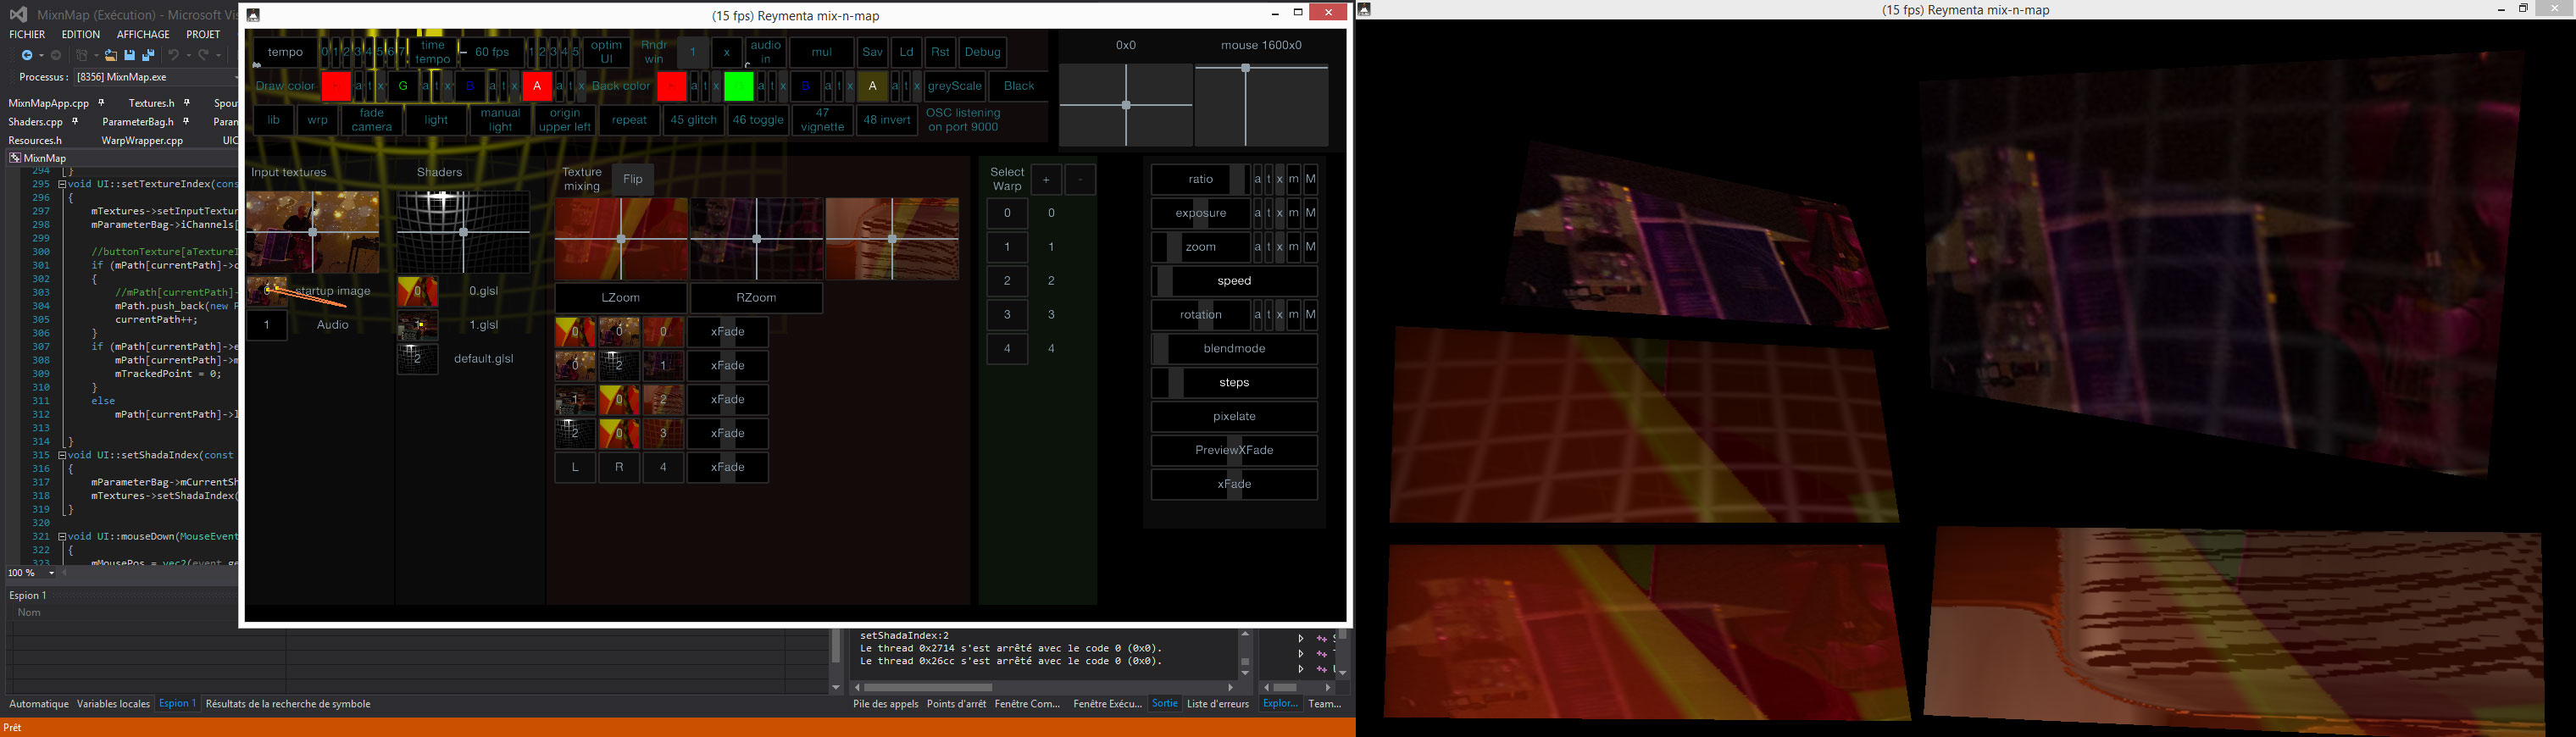 MixnMap (Exécution) - Microsoft Vis
FICHIER EDITION AFFICHAGE PROJET
Processus : [8356] MixnMap.exe
MixnMapApp.cpp Textures.h Spou
Shaders.cpp ParameterBag.h Paran
Resources.h WarpWrapper.cpp UIC
MixnMap
294 }
295 void UI::setTextureIndex(cons
296 {
297 mTextures->setInputTextur
298 mParameterBag->iChannels[
299
300 //buttonTexture[aTextureI
301 if (mPath[currentPath]->c
302 {
303 //mPath[currentPath]-
304 mPath.push_back(new P
305 currentPath++;
306 }
307 if (mPath[currentPath]->e
308 mPath[currentPath]->m
309 mTrackedPoint = 0;
310 }
311 else
312 mPath[currentPath]->l
313
314 }
315 void UI::setShadaIndex(const
316 {
317 mParameterBag->mCurrentSh
318 mTextures->setShadaIndex(
319 }
320
321 void UI::mouseDown(MouseEvent
322 {
323 mMousePos = vec2(event.ge
100 %
Espion 1
Nom
Automatique Variables locales Espion 1 Résultats de la recherche de symbole
Prêt
(15 fps) Reymenta mix-n-map
tempo 0 1 2 3 4 5 6 7 time tempo 60 fps 1 2 3 4 5 optim UI Rndr win 1 x audio in mul Sav Ld Rst Debug
Draw color a t x G a t x B a t x A a t x Back color a t x a t x B a t x A a t x greyScale Black
lib wrp fade camera light manual light origin upper left repeat 45 glitch 46 toggle 47 vignette 48 invert OSC listening on port 9000
0x0 mouse 1600x0
Input textures
0 startup image
1 Audio
Shaders
0 0.glsl
1 1.glsl
2 default.glsl
Texture mixing Flip
LZoom RZoom
0 0 0 xFade
0 2 1 xFade
1 0 2 xFade
2 0 3 xFade
L R 4 xFade
Select Warp + -
0 0
1 1
2 2
3 3
4 4
ratio a t x m M
exposure a t x m M
zoom a t x m M
speed
rotation a t x m M
blendmode
steps
pixelate
PreviewXFade
xFade
setShadaIndex:2
Le thread 0x2714 s'est arrêté avec le code 0 (0x0).
Le thread 0x26cc s'est arrêté avec le code 0 (0x0).
Pile des appels Points d'arrêt Fenêtre Com... Fenêtre Exécu... Sortie Liste d'erreurs
Explor... Team...
(15 fps) Reymenta mix-n-map